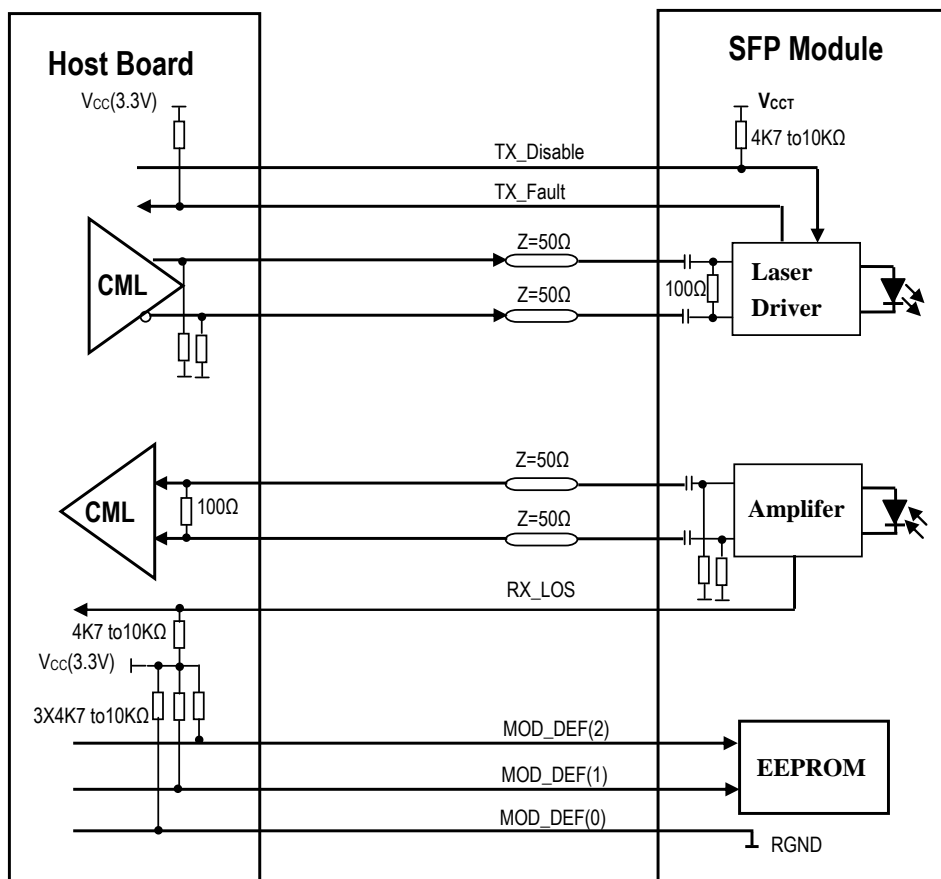 Host Board
SFP Module
VCC(3.3V)
VCCT
4K7 to10KΩ
TX_Disable
TX_Fault
Z=50Ω
CML
100Ω
Laser
Driver
Z=50Ω
Z=50Ω
CML
100Ω
Z=50Ω
Amplifer
RX_LOS
4K7 to10KΩ
VCC(3.3V)
3X4K7 to10KΩ
MOD_DEF(2)
EEPROM
MOD_DEF(1)
MOD_DEF(0)
RGND